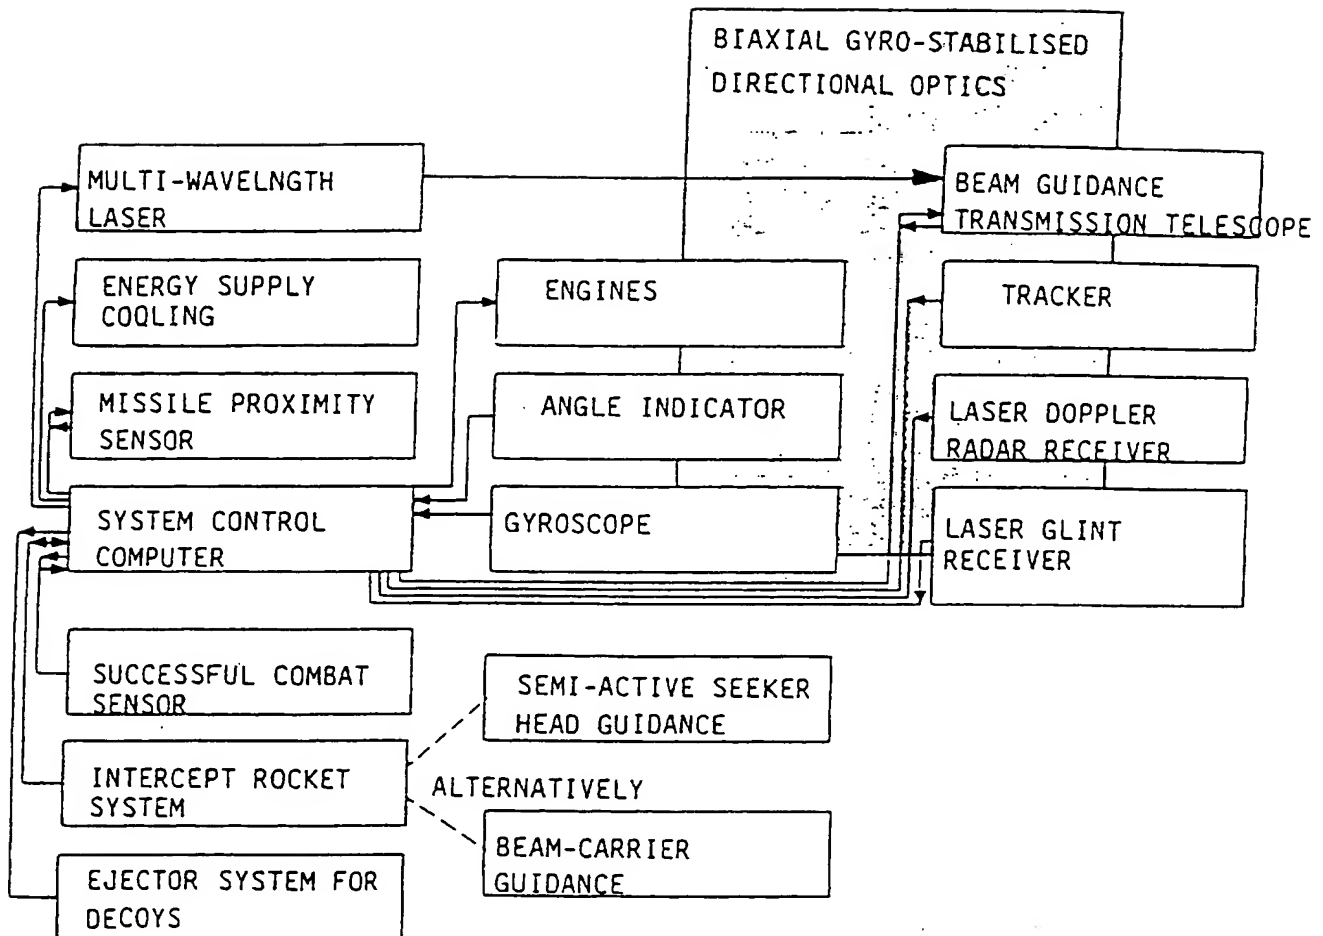 BIAXIAL GYRO-STABILISED
DIRECTIONAL OPTICS
MULTI-WAVELNGTH
LASER
BEAM GUIDANCE
TRANSMISSION TELESCOPE
ENERGY SUPPLY
COOLING
ENGINES
TRACKER
MISSILE PROXIMITY
SENSOR
ANGLE INDICATOR
LASER DOPPLER
RADAR RECEIVER
SYSTEM CONTROL
COMPUTER
GYROSCOPE
LASER GLINT
RECEIVER
SUCCESSFUL COMBAT
SENSOR
SEMI-ACTIVE SEEKER
HEAD GUIDANCE
INTERCEPT ROCKET
SYSTEM
ALTERNATIVELY
BEAM-CARRIER
GUIDANCE
EJECTOR SYSTEM FOR
DECOYS